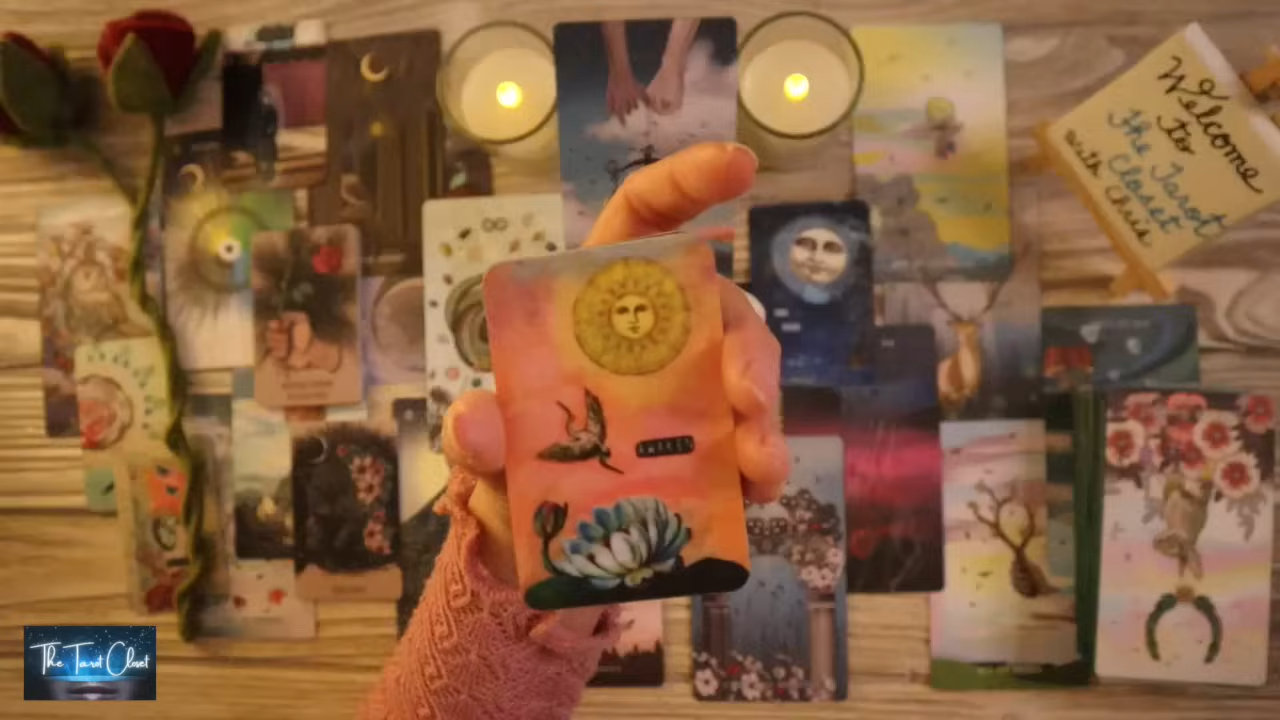 Welcome
to
the Tarot
Closet
with Chris
AWAKEN
The Tarot Closet